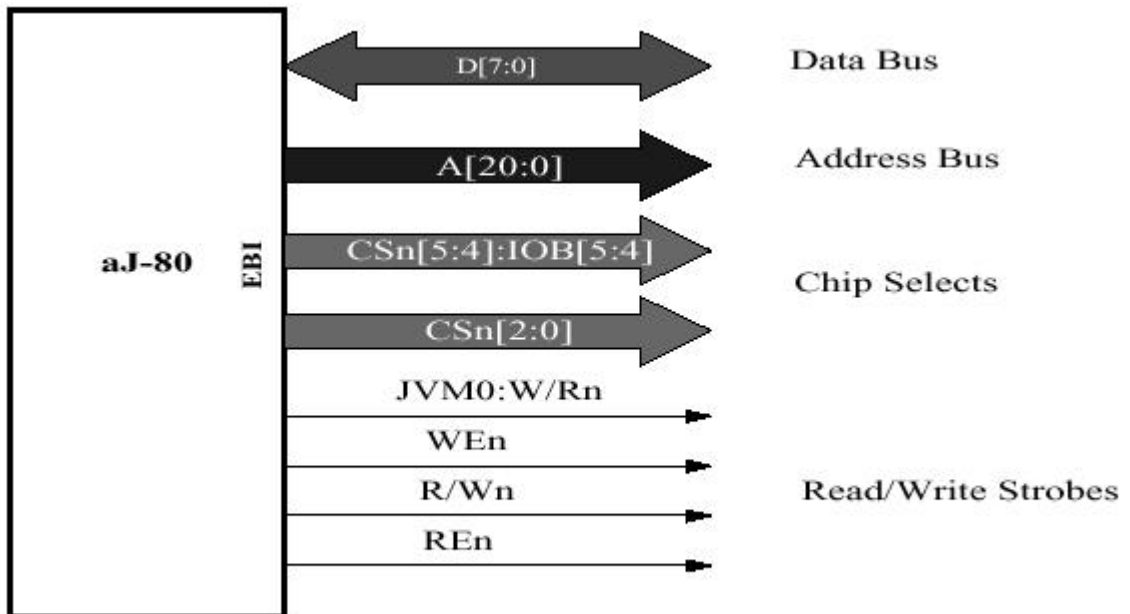 D[7:0]
Data Bus
A[20:0]
Address Bus
aJ-80
EBI
CSn[5:4]:IOB[5:4]
Chip Selects
CSn[2:0]
JVM0:W/Rn
WEn
R/Wn
Read/Write Strobes
REn